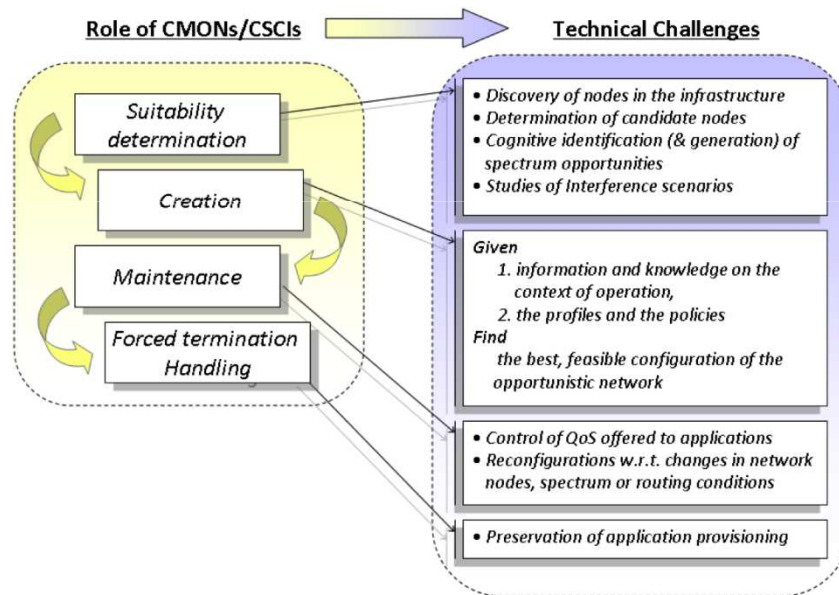 Role of CMONs/CSCIs
Technical Challenges
Suitability
determination
Creation
Maintenance
Forced termination
Handling
• Discovery of nodes in the infrastructure
• Determination of candidate nodes
• Cognitive identification (& generation) of
spectrum opportunities
• Studies of Interference scenarios
Given
1. information and knowledge on the
context of operation,
2. the profiles and the policies
Find
the best, feasible configuration of the
opportunistic network
• Control of QoS offered to applications
• Reconfigurations w.r.t. changes in network
nodes, spectrum or routing conditions
• Preservation of application provisioning